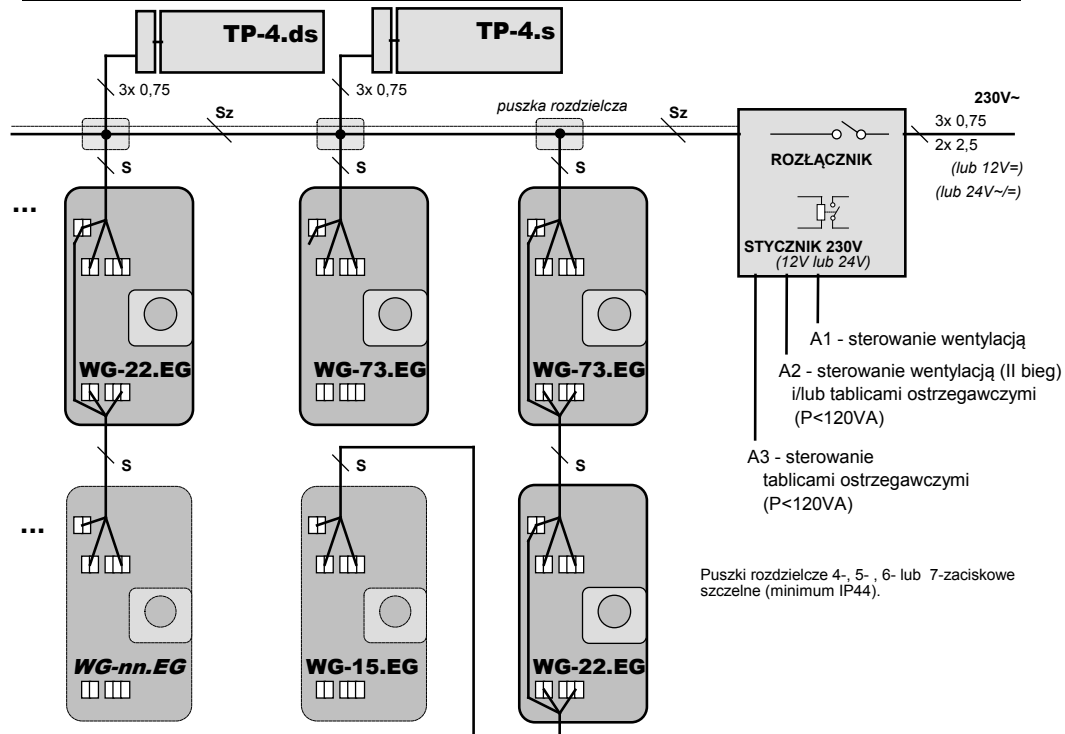 TP-4.ds
TP-4.s
3x 0,75
3x 0,75
Sz
puszka rozdzielcza
Sz
230V~
3x 0,75
2x 2,5
(lub 12V=)
(lub 24V~/=)
ROZŁĄCZNIK
STYCZNIK 230V
(12V lub 24V)
S
S
S
...
WG-22.EG
WG-73.EG
WG-73.EG
A1 - sterowanie wentylacją
A2 - sterowanie wentylacją (II bieg)
i/lub tablicami ostrzegawczymi
(P<120VA)
A3 - sterowanie
tablicami ostrzegawczymi
(P<120VA)
S
S
S
...
WG-nn.EG
WG-15.EG
WG-22.EG
Puszki rozdzielcze 4-, 5- , 6- lub 7-zaciskowe
szczelne (minimum IP44).